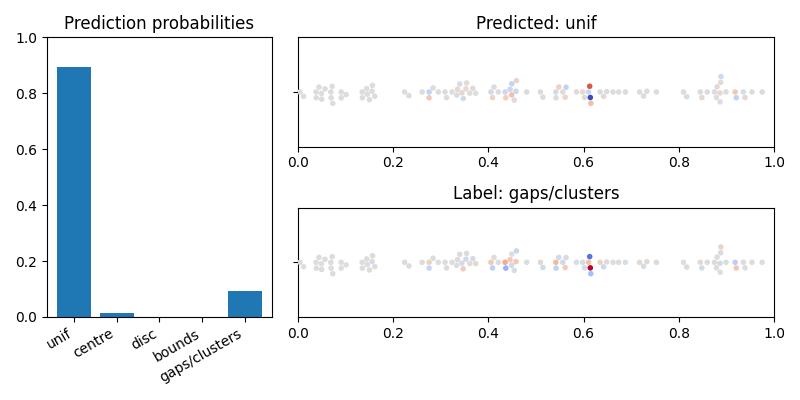 Prediction probabilities
1.0
0.8
0.6
0.4
0.2
0.0
unif
centre
disc
bounds
gaps/clusters
Predicted: unif
0.0 0.2 0.4 0.6 0.8 1.0
Label: gaps/clusters
0.0 0.2 0.4 0.6 0.8 1.0